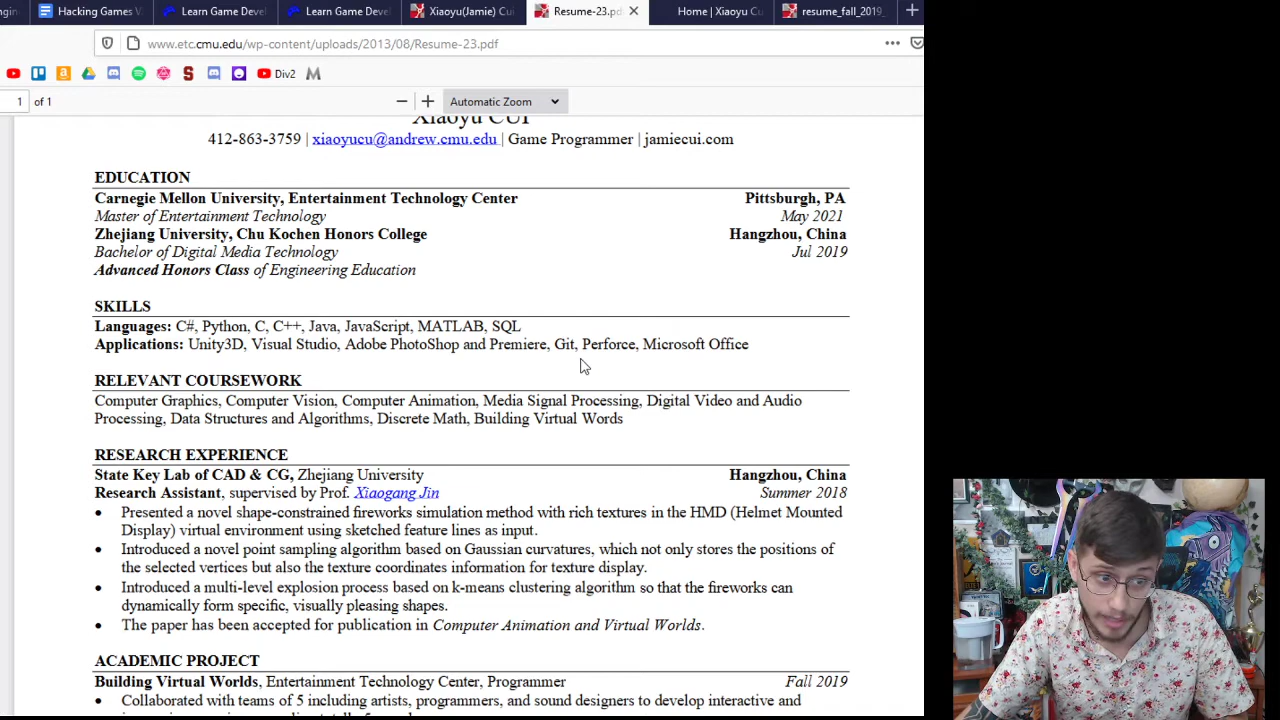 ngin
Hacking Games V
Learn Game Deve
Learn Game Deve
Xiaoyu(Jamie) Cui
Resume-23.pd
Home | Xiaoyu Cu
resume_fall_2019_
www.etc.cmu.edu/wp-content/uploads/2013/08/Resume-23.pdf
Div2
1 of 1
Automatic Zoom
Xiaoyu CUI
412-863-3759 | xiaoyucu@andrew.cmu.edu | Game Programmer | jamiecui.com
EDUCATION
Carnegie Mellon University, Entertainment Technology Center Pittsburgh, PA
Master of Entertainment Technology May 2021
Zhejiang University, Chu Kochen Honors College Hangzhou, China
Bachelor of Digital Media Technology Jul 2019
Advanced Honors Class of Engineering Education
SKILLS
Languages: C#, Python, C, C++, Java, JavaScript, MATLAB, SQL
Applications: Unity3D, Visual Studio, Adobe PhotoShop and Premiere, Git, Perforce, Microsoft Office
RELEVANT COURSEWORK
Computer Graphics, Computer Vision, Computer Animation, Media Signal Processing, Digital Video and Audio
Processing, Data Structures and Algorithms, Discrete Math, Building Virtual Words
RESEARCH EXPERIENCE
State Key Lab of CAD & CG, Zhejiang University Hangzhou, China
Research Assistant, supervised by Prof. Xiaogang Jin Summer 2018
• Presented a novel shape-constrained fireworks simulation method with rich textures in the HMD (Helmet Mounted
Display) virtual environment using sketched feature lines as input.
• Introduced a novel point sampling algorithm based on Gaussian curvatures, which not only stores the positions of
the selected vertices but also the texture coordinates information for texture display.
• Introduced a multi-level explosion process based on k-means clustering algorithm so that the fireworks can
dynamically form specific, visually pleasing shapes.
• The paper has been accepted for publication in Computer Animation and Virtual Worlds.
ACADEMIC PROJECT
Building Virtual Worlds, Entertainment Technology Center, Programmer Fall 2019
• Collaborated with teams of 5 including artists, programmers, and sound designers to develop interactive and